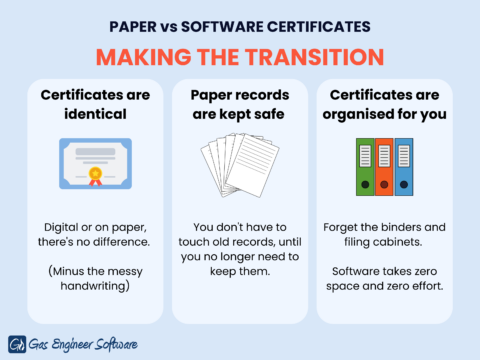 PAPER vs SOFTWARE CERTIFICATES
MAKING THE TRANSITION
Certificates are
identical
Digital or on paper,
there's no difference.
(Minus the messy
handwriting)
Paper records
are kept safe
You don't have to
touch old records, until
you no longer need to
keep them.
Certificates are
organised for you
Forget the binders and
filing cabinets.
Software takes zero
space and zero effort.
Gas Engineer Software